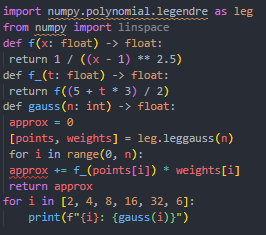 import numpy.polynomial.legendre as leg
from numpy import linspace
def f(x: float) -> float:
 return 1 / ((x - 1) ** 2.5)
def f_(t: float) -> float:
 return f((5 + t * 3) / 2)
def gauss(n: int) -> float:
 approx = 0
 [points, weights] = leg.leggauss(n)
 for i in range(0, n):
 approx += f_(points[i]) * weights[i]
 return approx
for i in [2, 4, 8, 16, 32, 6]:
    print(f"{i}: {gauss(i)}")